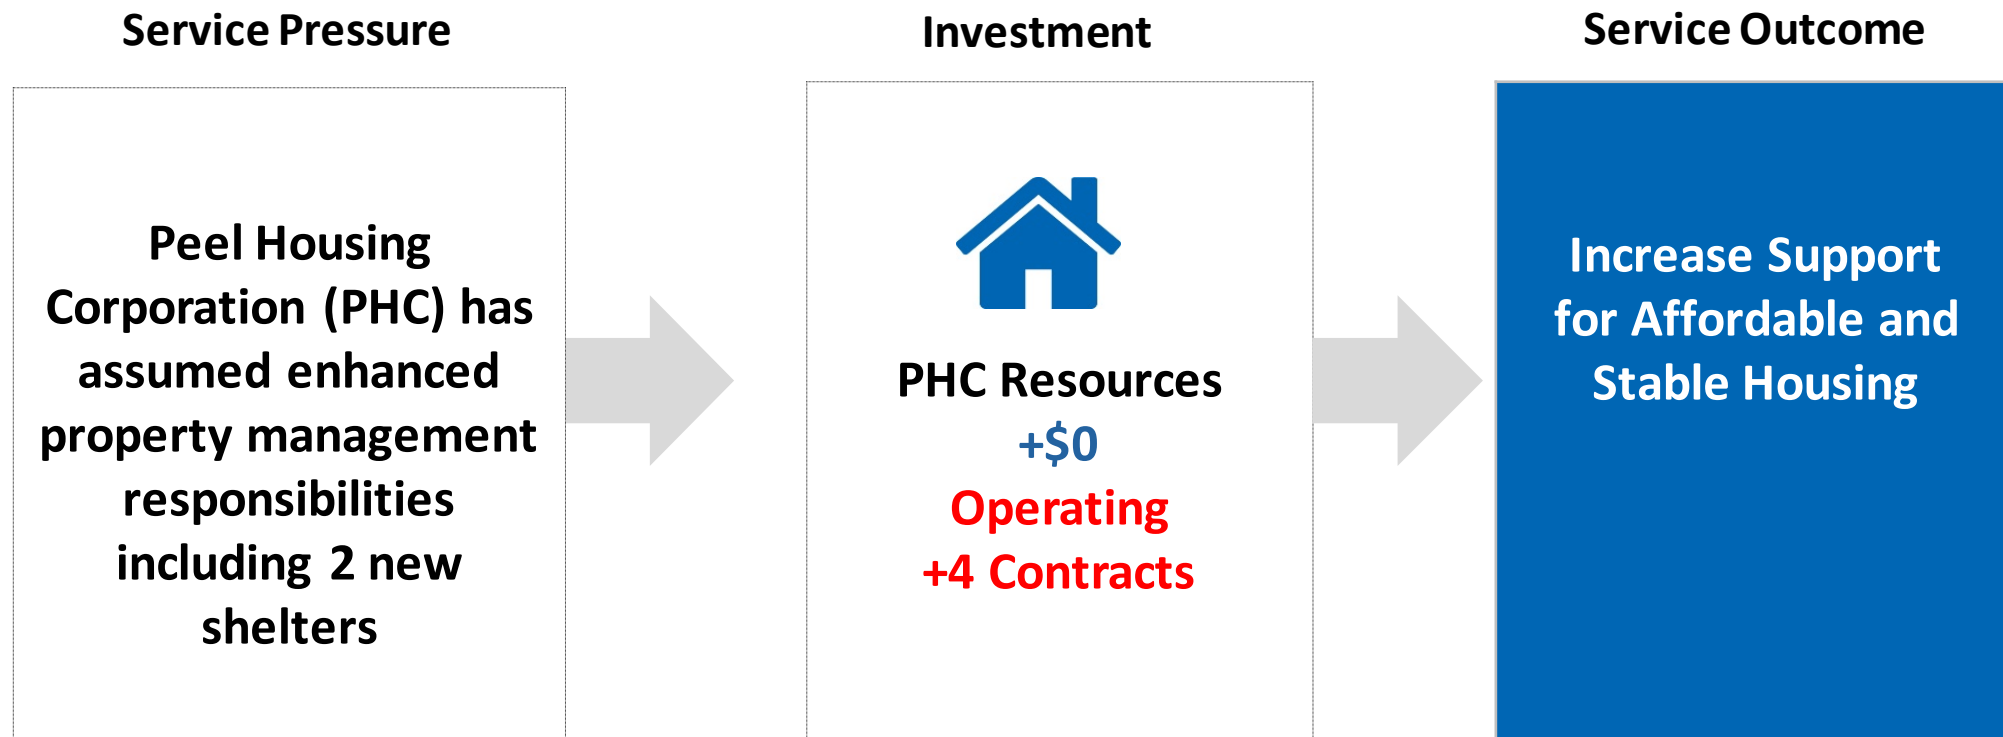 Service Pressure
Peel Housing
Corporation (PHC) has
assumed enhanced
property management
responsibilities
including 2 new
shelters
Investment
PHC Resources
+$0
Operating
+4 Contracts
Service Outcome
Increase Support
for Affordable and
Stable Housing